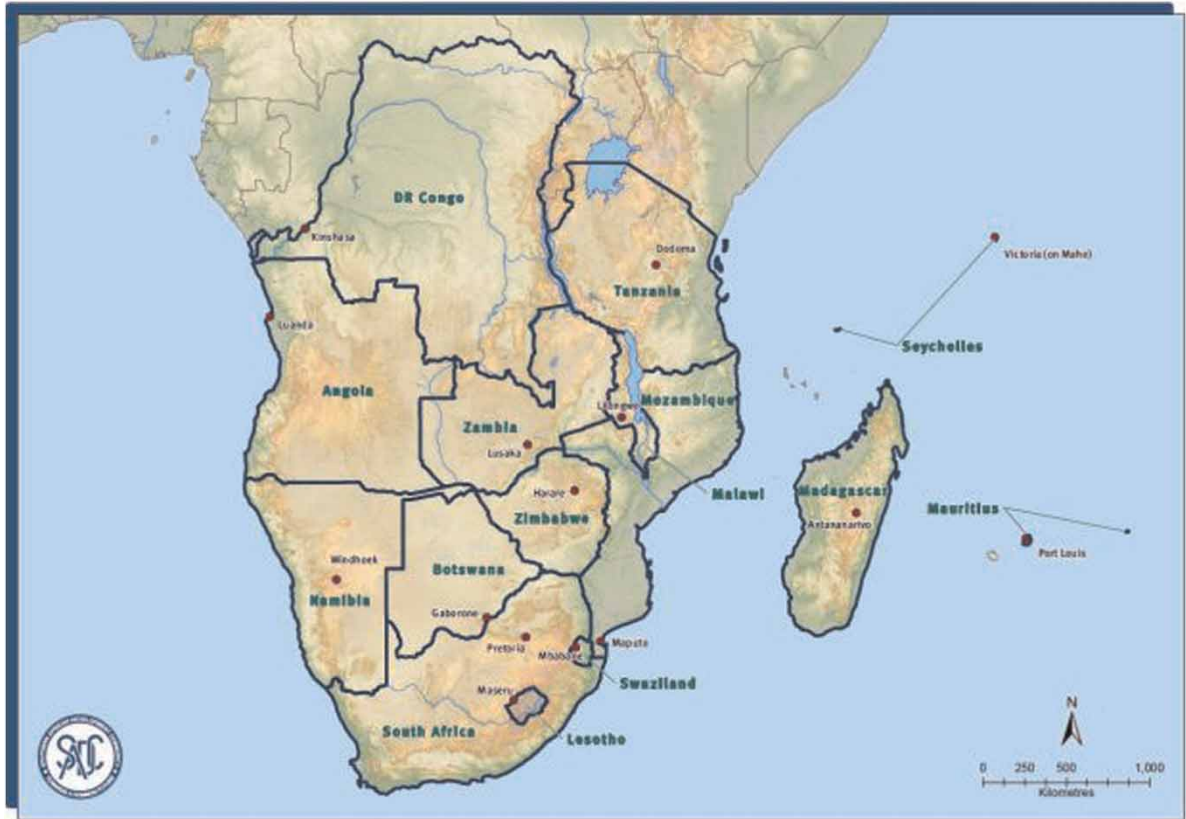 DR Congo
Kinshasa
Dodoma
Victoria (on Mahe)
Tanzania
Luanda
Seychelles
Angola
Mozambique
Lilongwe
Zambia
Lusaka
Malawi
Madagascar
Harare
Zimbabwe
Mauritius
Antananarivo
Port Louis
Windhoek
Botswana
Namibia
Gaborone
Pretoria
Mbabane
Maputo
Swaziland
Maseru
South Africa
Lesotho
SADC
N
0 250 500 1,000
Kilometres